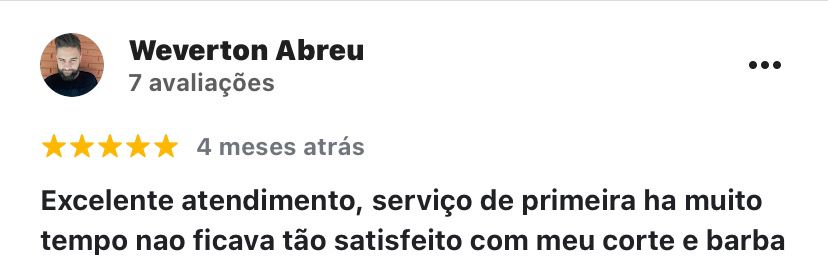 Weverton Abreu
7 avaliações
4 meses atrás
Excelente atendimento, serviço de primeira ha muito
tempo nao ficava tão satisfeito com meu corte e barba